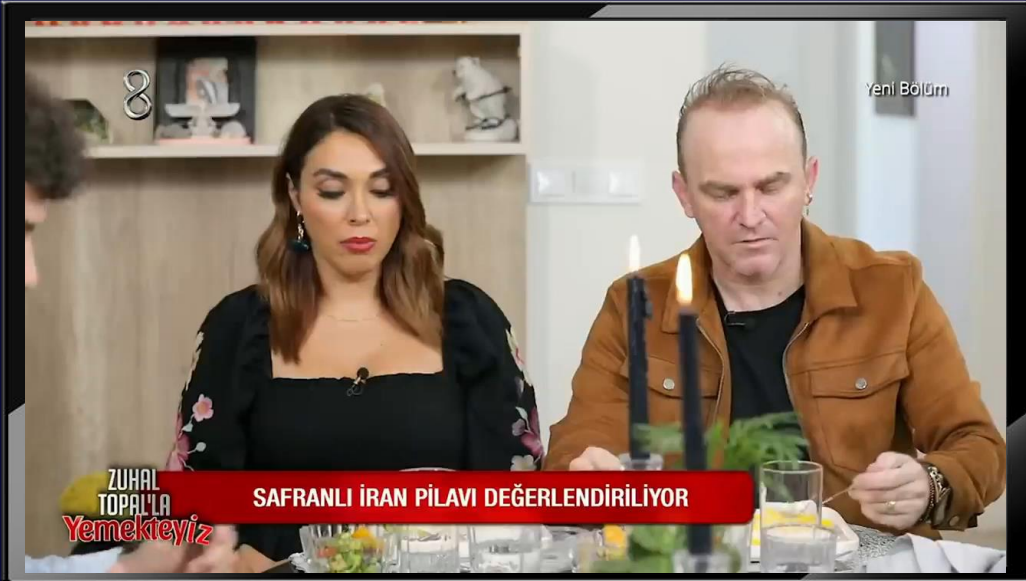 8
Yeni Bölüm
ZUHAL
TOPAL'LA
Yemekteyiz
SAFRANLI İRAN PİLAVI DEĞERLENDİRİLİYOR